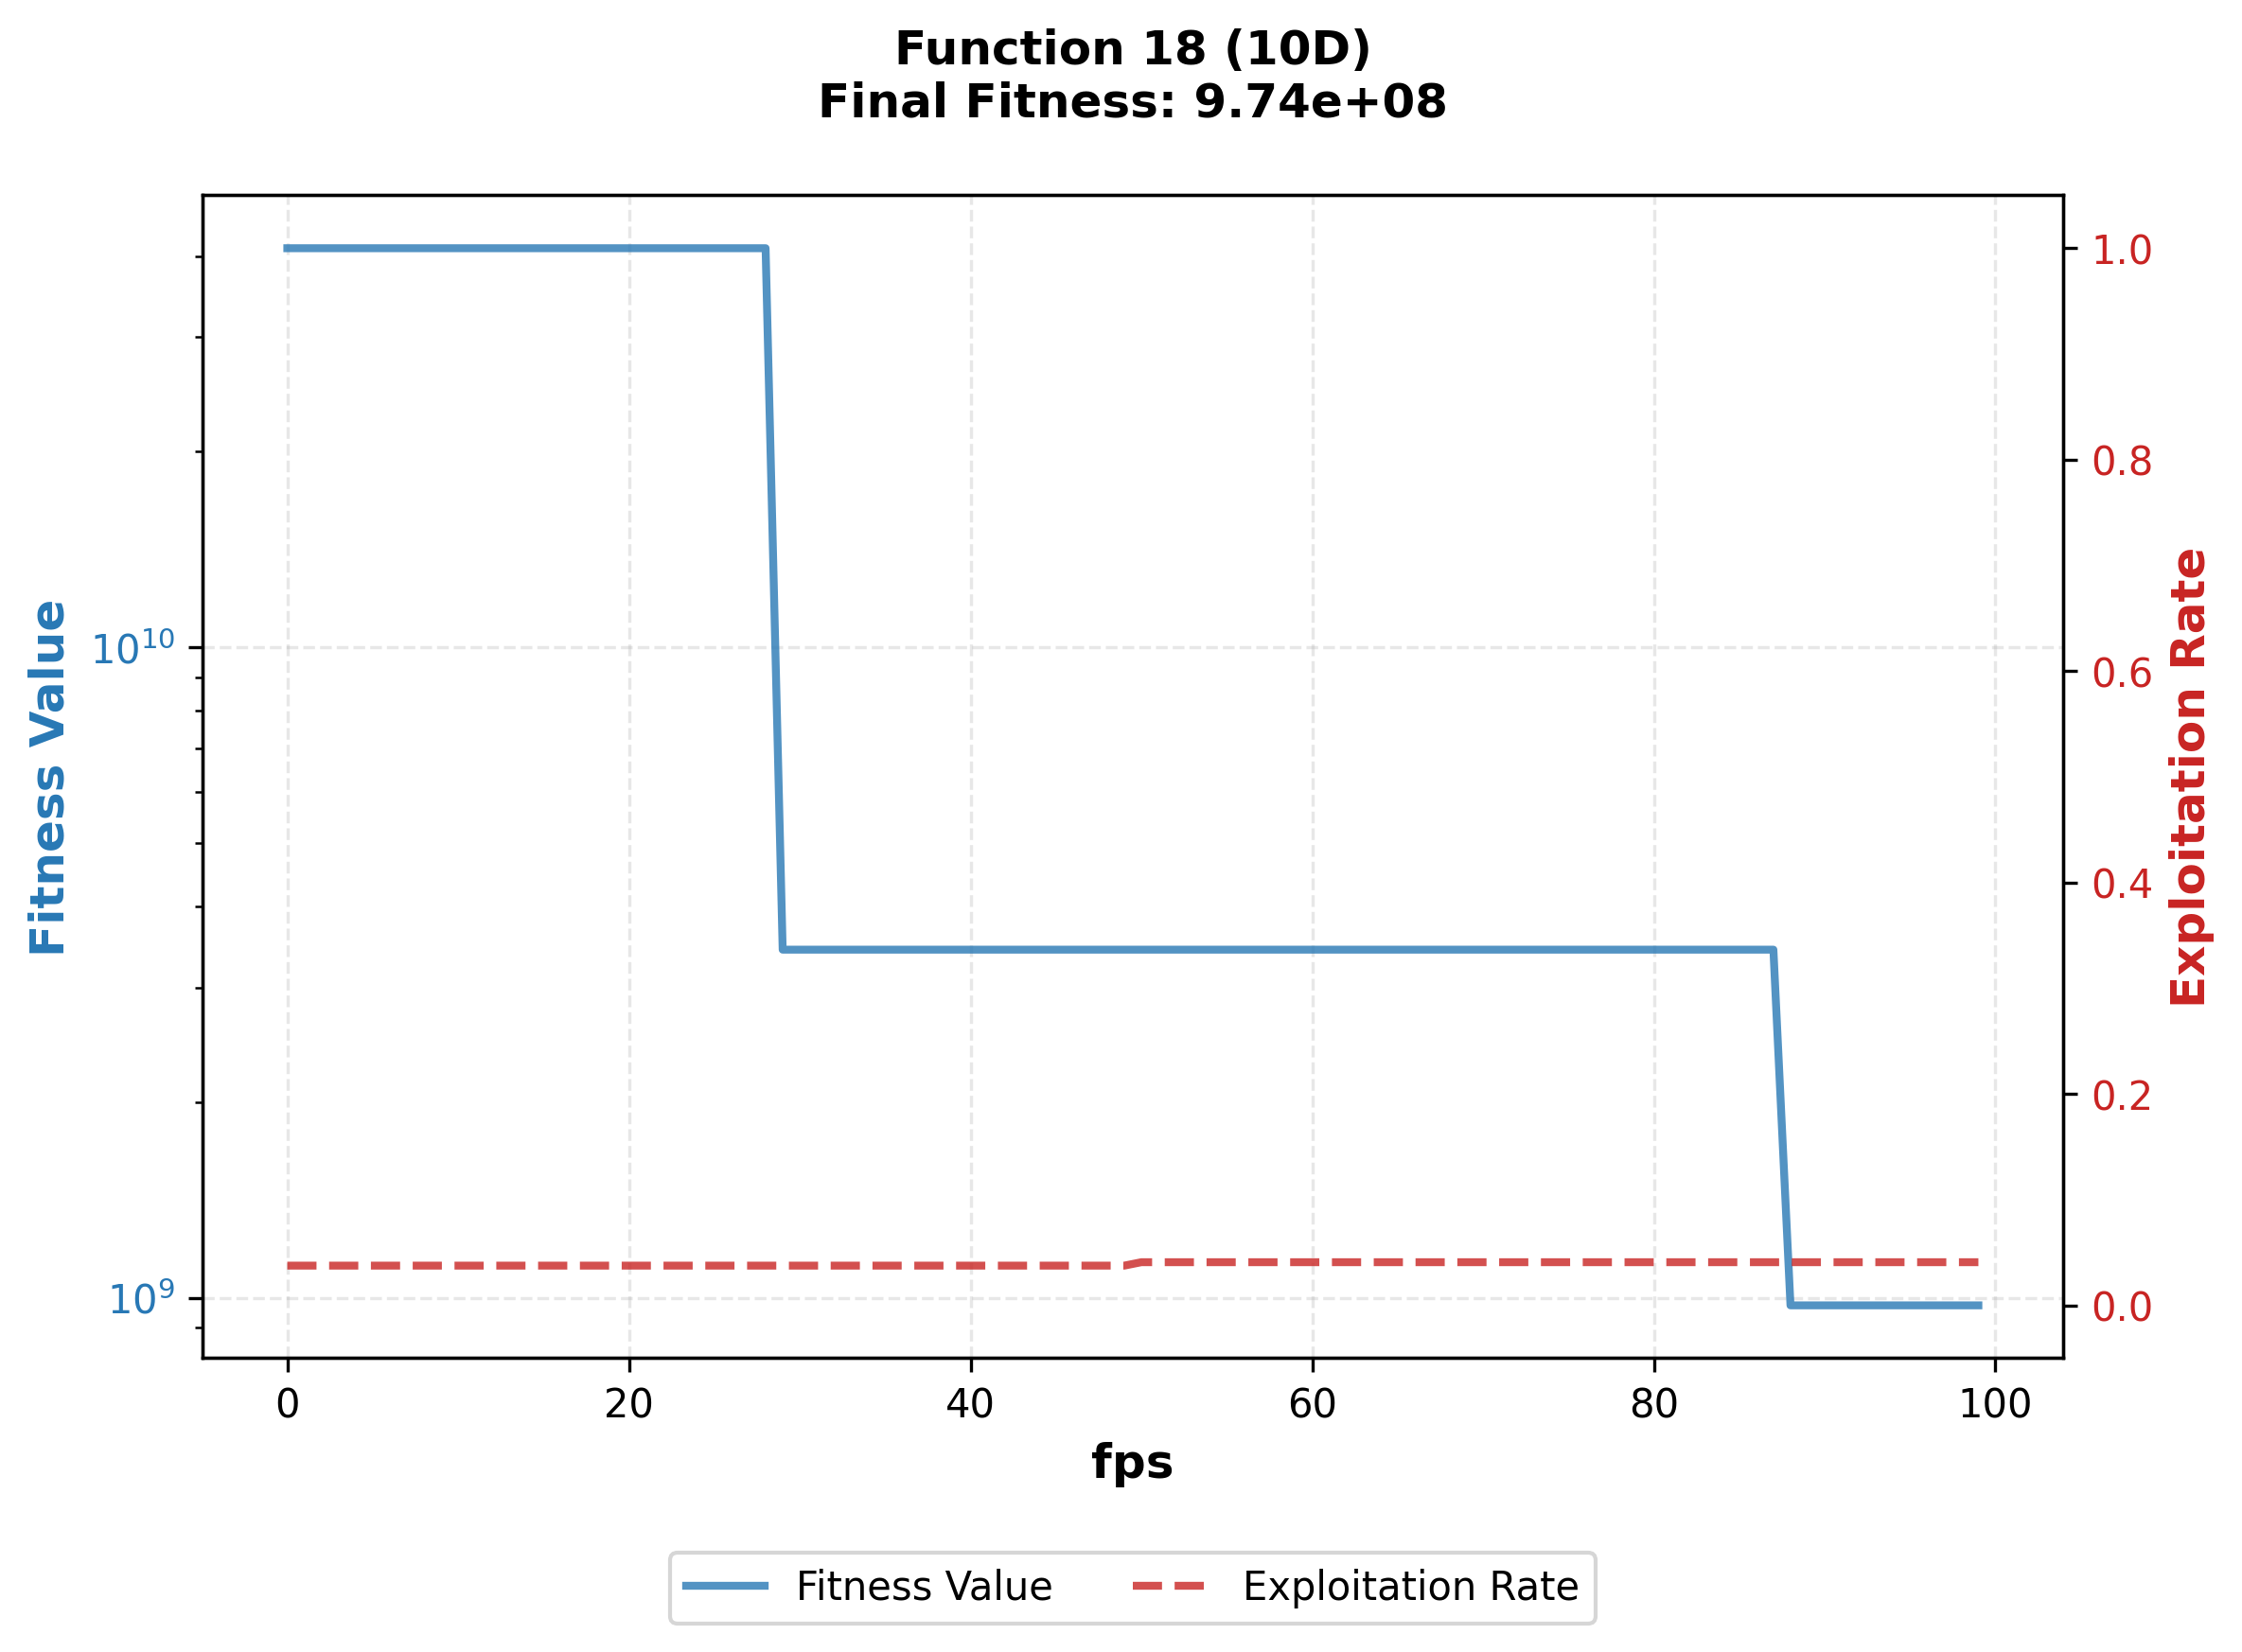 Function 18 (10D)
Final Fitness: 9.74e+08
Fitness Value
10¹⁰
10⁹
1.0
0.8
0.6
0.4
0.2
0.0
Exploitation Rate
0 20 40 60 80 100
fps
Fitness Value Exploitation Rate